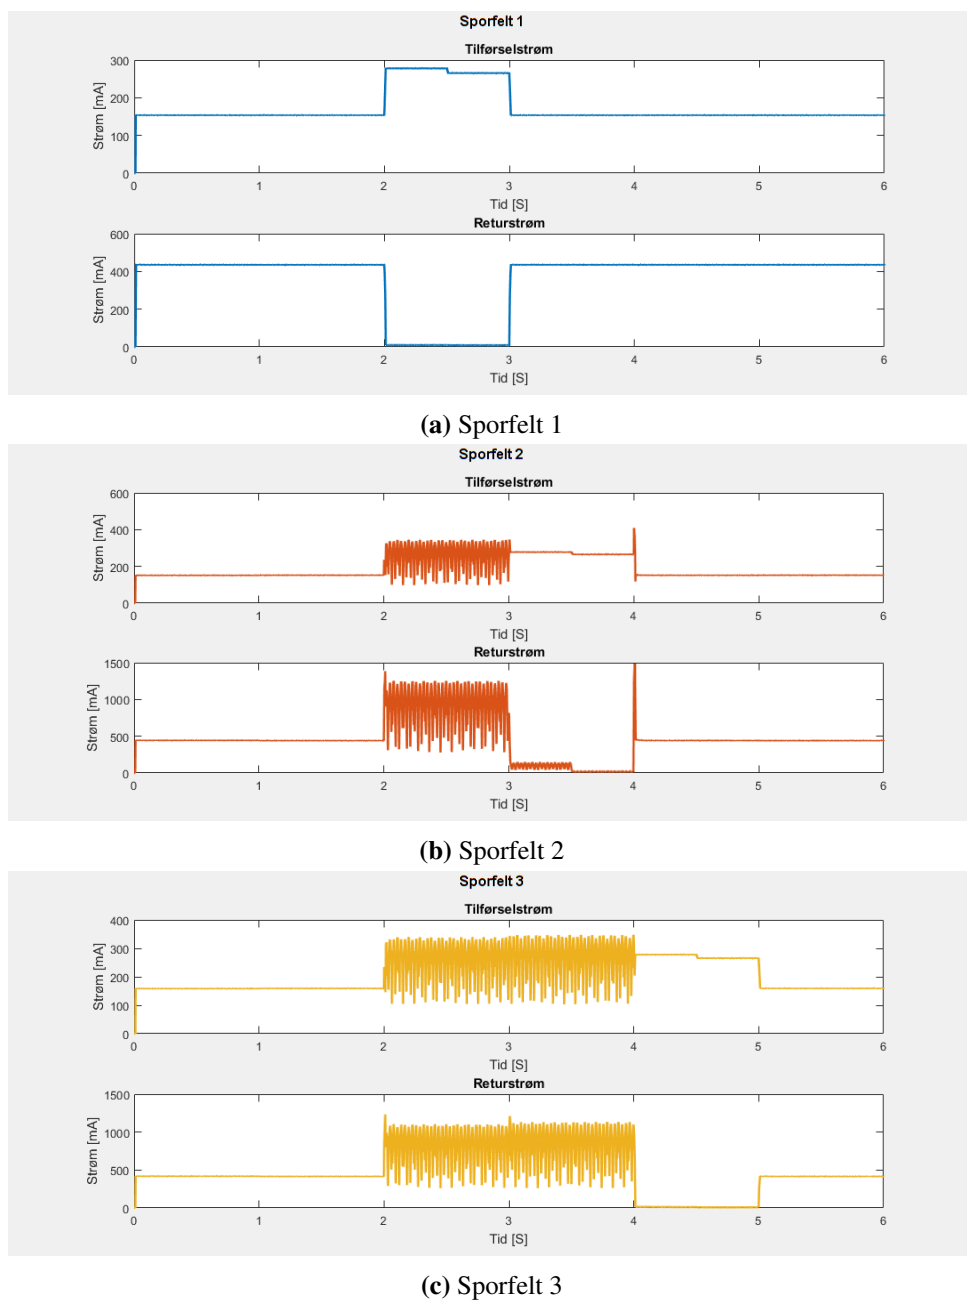 Sporfelt 1
Tilførselstrøm
300
200
100
0
Strøm [mA]
0 1 2 3 4 5 6
Tid [S]
Returstrøm
600
400
200
0
Strøm [mA]
0 1 2 3 4 5 6
Tid [S]
(a) Sporfelt 1
Sporfelt 2
Tilførselstrøm
600
400
200
0
Strøm [mA]
0 1 2 3 4 5 6
Tid [S]
Returstrøm
1500
1000
500
0
Strøm [mA]
0 1 2 3 4 5 6
Tid [S]
(b) Sporfelt 2
Sporfelt 3
Tilførselstrøm
400
300
200
100
0
Strøm [mA]
0 1 2 3 4 5 6
Tid [S]
Returstrøm
1500
1000
500
0
Strøm [mA]
0 1 2 3 4 5 6
Tid [S]
(c) Sporfelt 3